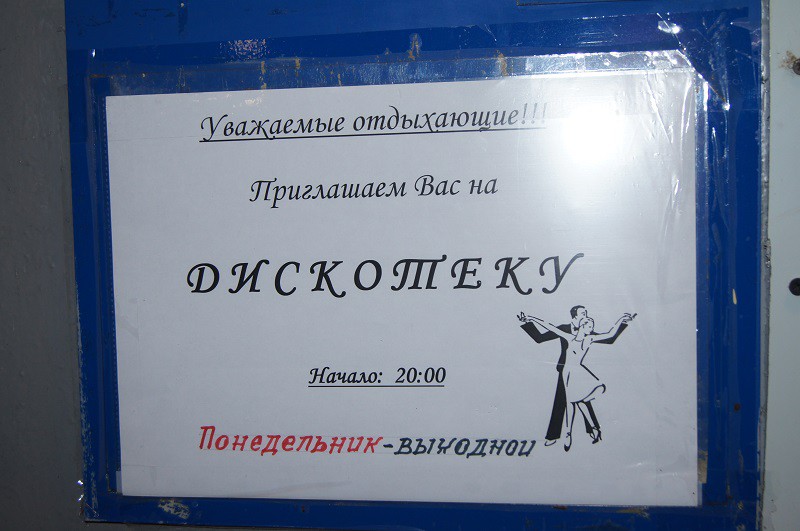 Уважаемые отдыхающие!!!
Приглашаем Вас на
ДИСКОТЕКУ
Начало: 20:00
Понедельник-выходной